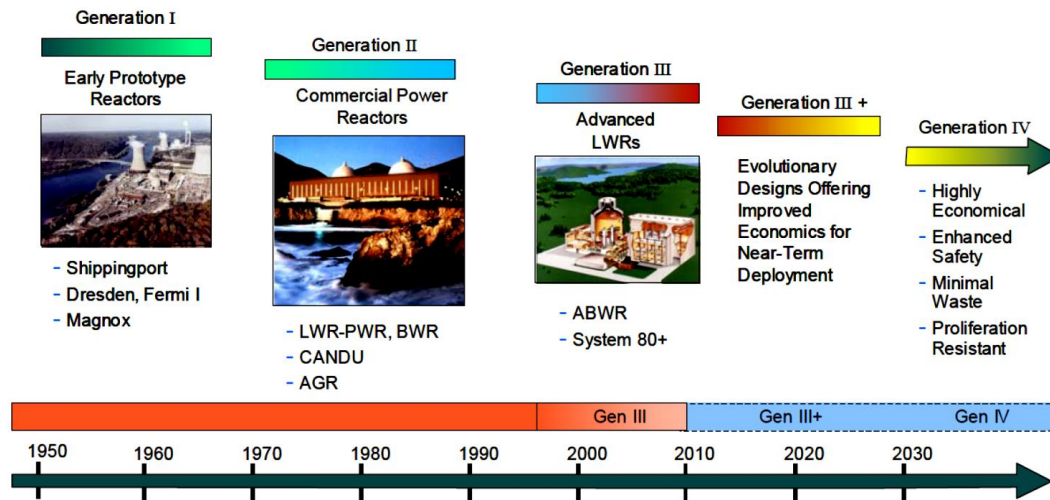 Generation I
Early Prototype
Reactors
- Shippingport
- Dresden, Fermi I
- Magnox
Generation II
Commercial Power
Reactors
- LWR-PWR, BWR
- CANDU
- AGR
Generation III
Advanced
LWRs
- ABWR
- System 80+
Generation III +
Evolutionary
Designs Offering
Improved
Economics for
Near-Term
Deployment
Generation IV
- Highly
Economical
- Enhanced
Safety
- Minimal
Waste
- Proliferation
Resistant
Gen III
Gen III+
Gen IV
1950
1960
1970
1980
1990
2000
2010
2020
2030